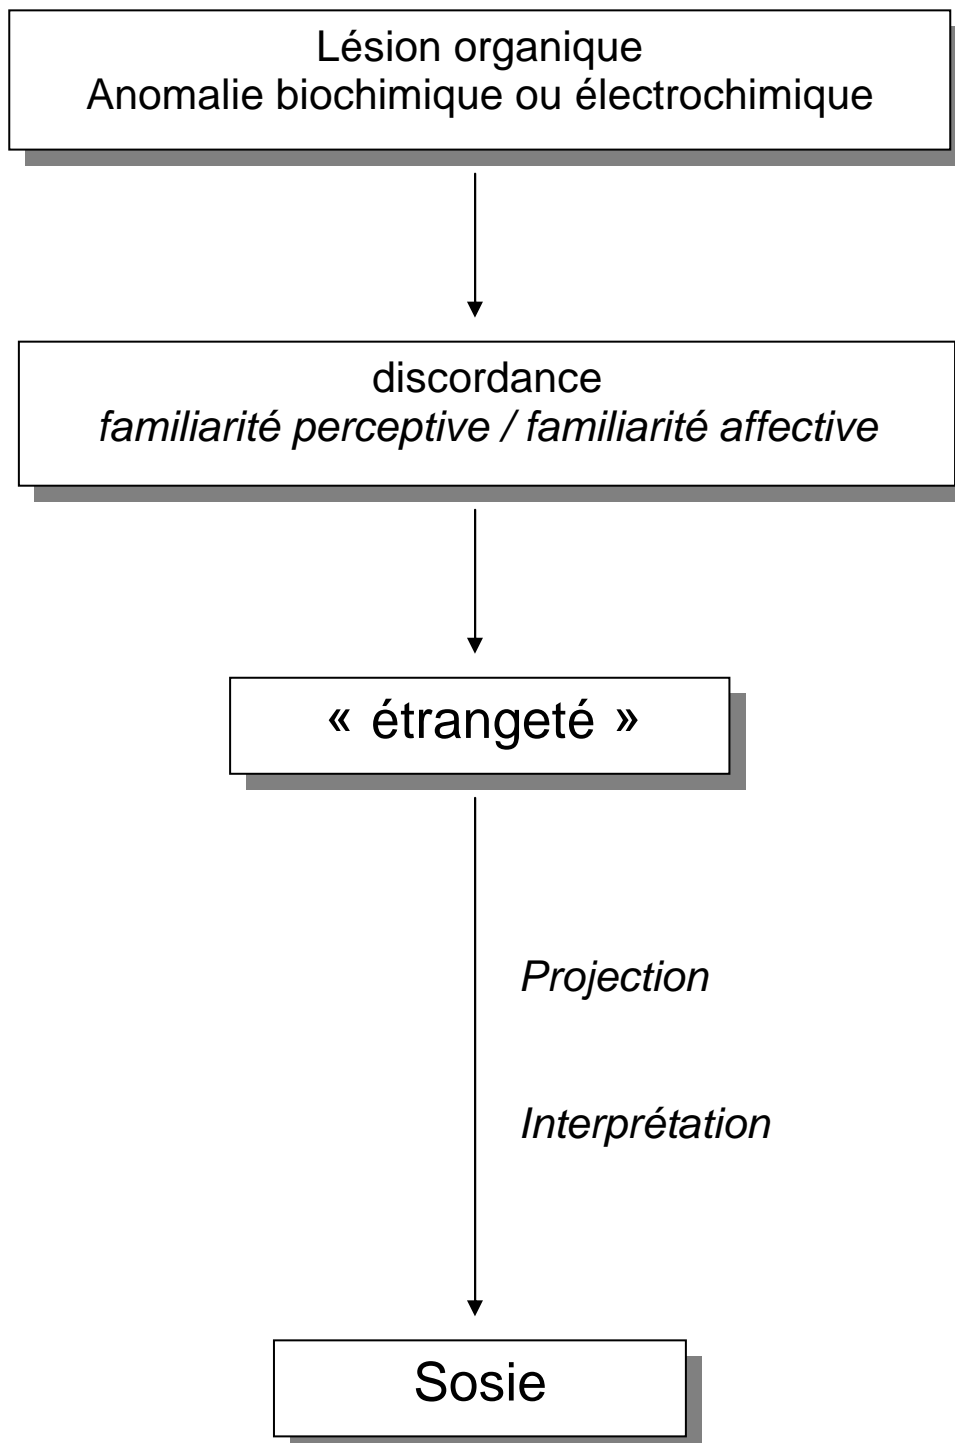 Lésion organique
Anomalie biochimique ou électrochimique
discordance
familiarité perceptive / familiarité affective
« étrangeté »
Projection
Interprétation
Sosie